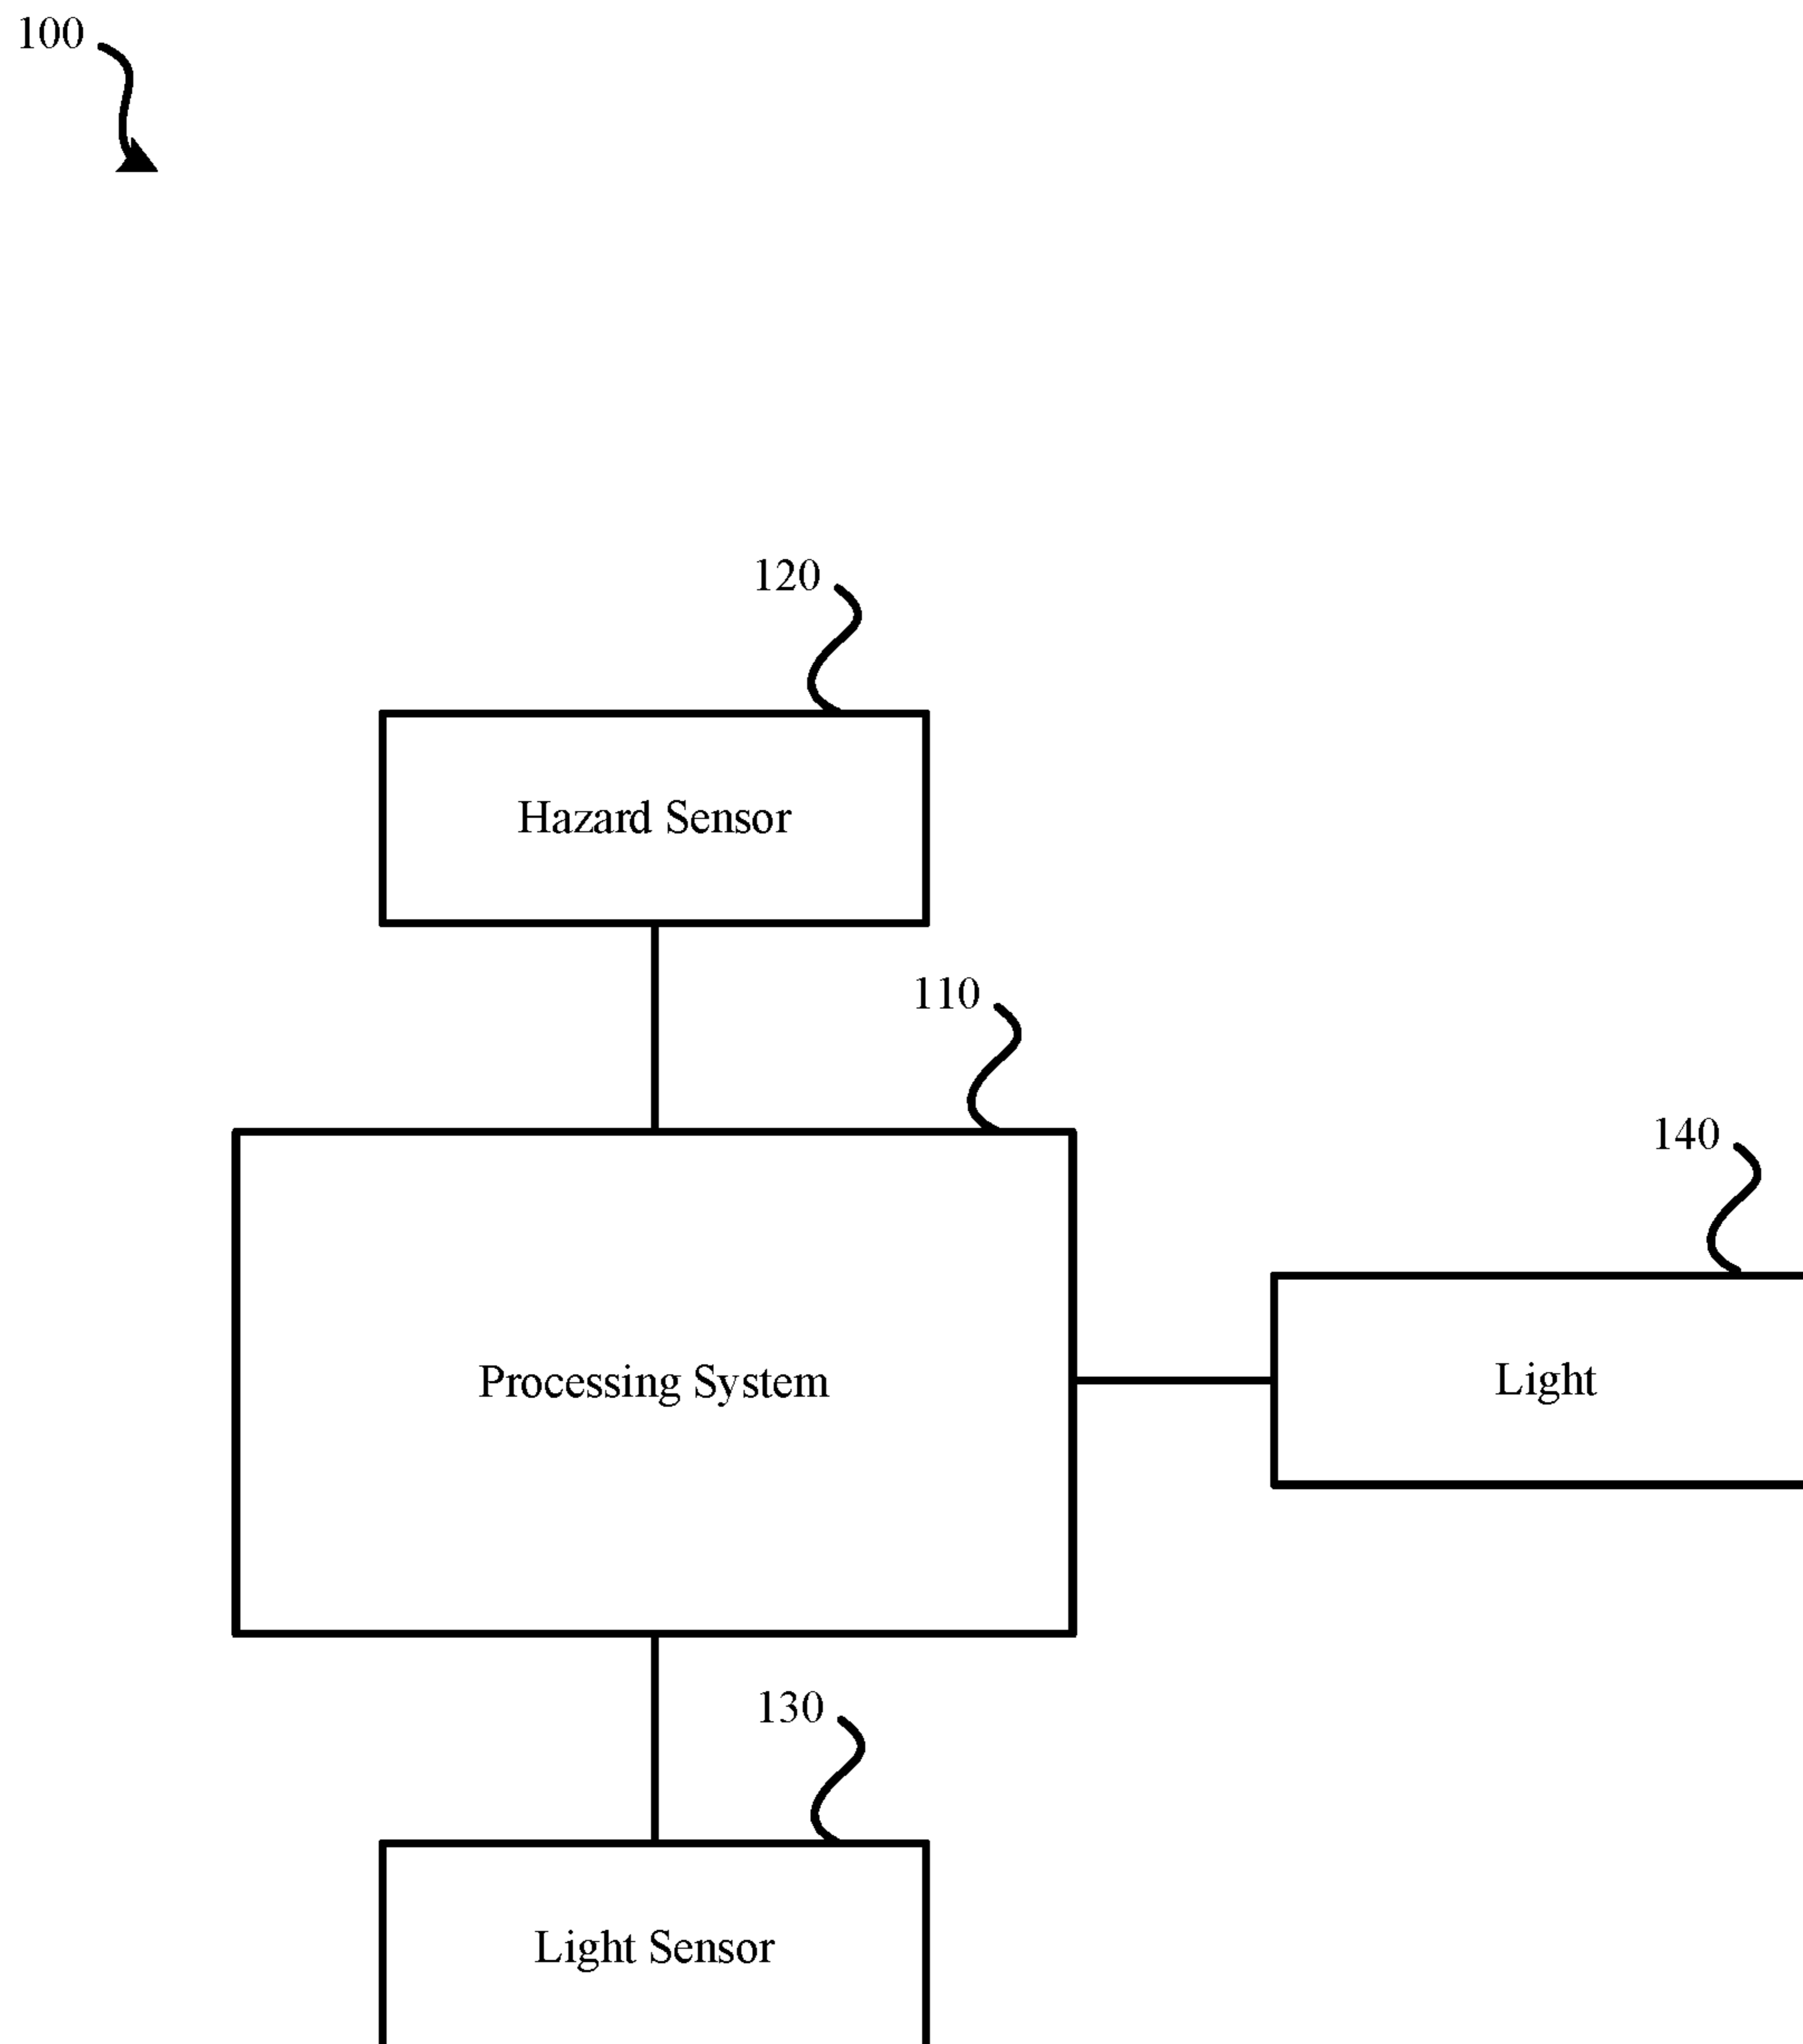 100
120
Hazard Sensor
110
140
Processing System
Light
130
Light Sensor